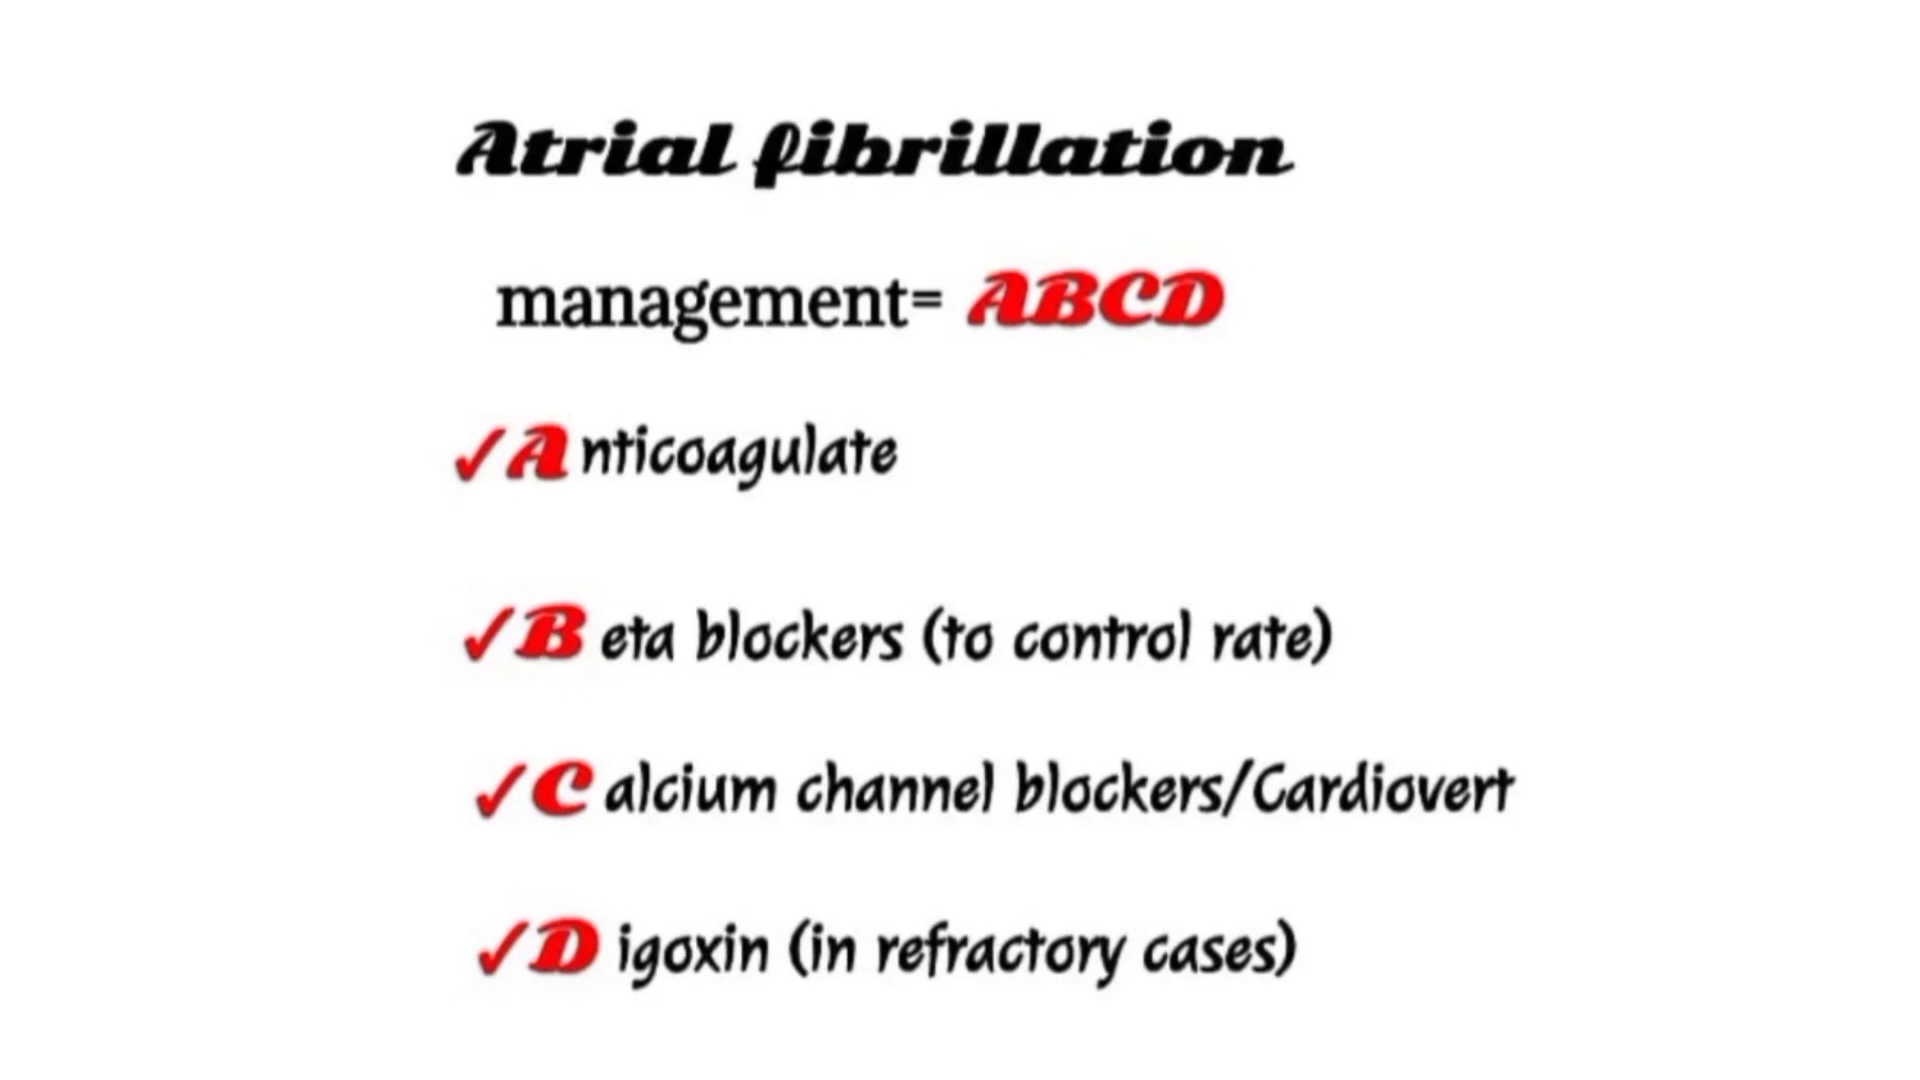 Atrial fibrillation
management= ABCD
✓Anticoagulate
✓Beta blockers (to control rate)
✓Calcium channel blockers/Cardiovert
✓Digoxin (in refractory cases)